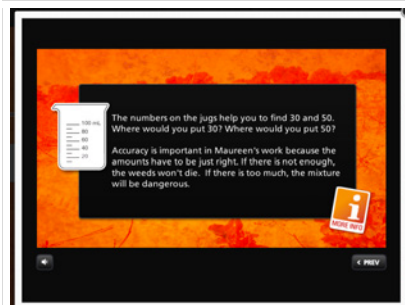 The numbers on the jugs help you to find 30 and 50.
Where would you put 30? Where would you put 50?
100 mL
80
60
40
20
Accuracy is important in Maureen's work because the
amounts have to be just right. If there is not enough,
the weeds won't die. If there is too much, the mixture
will be dangerous.
i
MORE INFO
< PREV